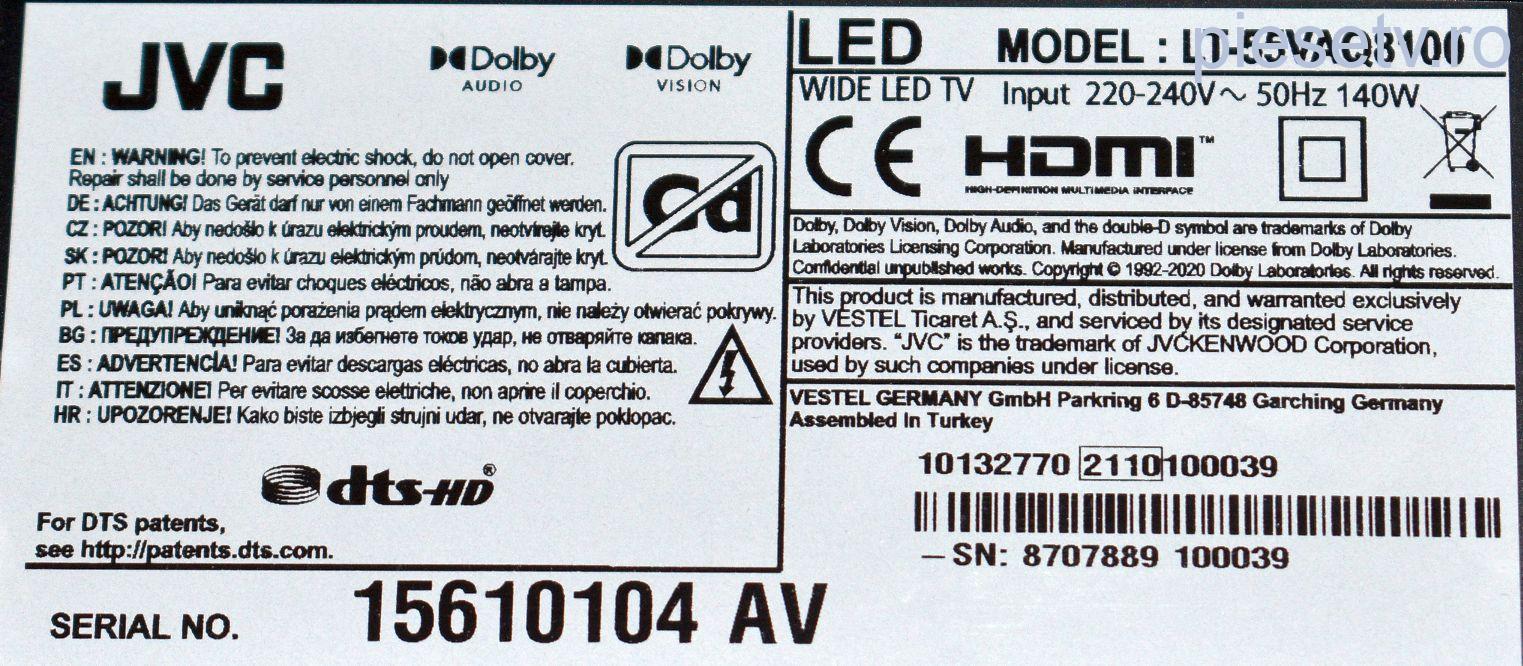 JVC
Dolby
AUDIO
Dolby
VISION
EN : WARNING! To prevent electric shock, do not open cover.
Repair shall be done by service personnel only
DE : ACHTUNG! Das Gerät darf nur von einem Fachmann geöffnet werden.
CZ : POZOR! Aby nedošlo k úrazu elektrickým proudem, neotvírejte kryt.
SK : POZOR! Aby nedošlo k úrazu elektrickým prúdom, neotvárajte kryt.
PT : ATENÇÃO! Para evitar choques eléctricos, não abra a tampa.
PL : UWAGA! Aby uniknąć porażenia prądem elektrycznym, nie należy otwierać pokrywy.
BG : ПРЕДУПРЕЖДЕНИЕ! За да избегнете токов удар, не отваряйте капака.
ES : ADVERTENCÍA! Para evitar descargas eléctricas, no abra la cubierta.
IT : ATTENZIONE! Per evitare scosse elettriche, non aprire il coperchio.
HR : UPOZORENJE! Kako biste izbjegli strujni udar, ne otvarajte poklopac.
Cd
dts-HD®
For DTS patents,
see http://patents.dts.com.
SERIAL NO. 15610104 AV
LED MODEL : LT-55VAQ8100
piesetv.ro
WIDE LED TV Input 220-240V~ 50Hz 140W
CE HDMI™
HIGH-DEFINITION MULTIMEDIA INTERFACE
Dolby, Dolby Vision, Dolby Audio, and the double-D symbol are trademarks of Dolby
Laboratories Licensing Corporation. Manufactured under license from Dolby Laboratories.
Confidential unpublished works. Copyright © 1992-2020 Dolby Laboratories. All rights reserved.
This product is manufactured, distributed, and warranted exclusively
by VESTEL Ticaret A.Ş., and serviced by its designated service
providers. “JVC” is the trademark of JVCKENWOOD Corporation,
used by such companies under license.
VESTEL GERMANY GmbH Parkring 6 D-85748 Garching Germany
Assembled In Turkey
10132770 2110100039
– SN: 8707889 100039